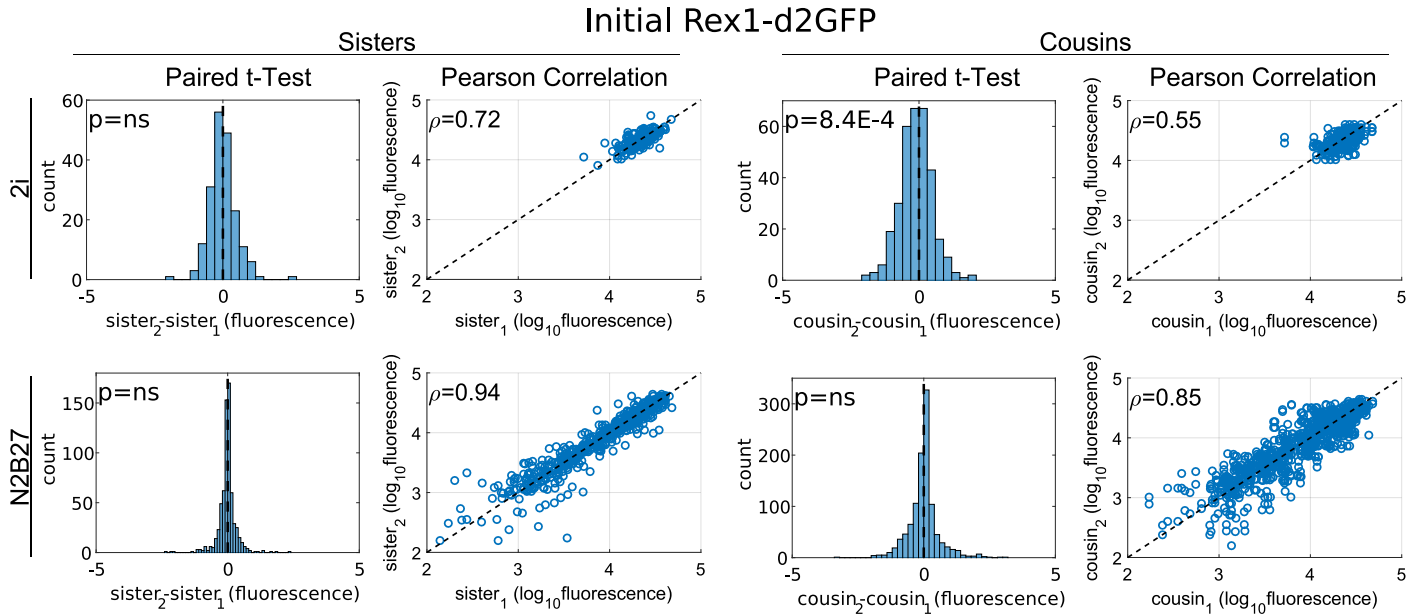 Initial Rex1-d2GFP
Sisters
Cousins
Paired t-Test
Pearson Correlation
Paired t-Test
Pearson Correlation
2i
count
60
40
20
0
p=ns
-5
0
5
sister2-sister1 (fluorescence)
sister2 (log10fluorescence)
5
4
3
2
ρ=0.72
2
3
4
5
sister1 (log10fluorescence)
count
60
40
20
0
p=8.4E-4
-5
0
5
cousin2-cousin1 (fluorescence)
cousin2 (log10fluorescence)
5
4
3
2
ρ=0.55
2
3
4
5
cousin1 (log10fluorescence)
N2B27
count
150
100
50
0
p=ns
-5
0
5
sister2-sister1 (fluorescence)
sister2 (log10fluorescence)
5
4
3
2
ρ=0.94
2
3
4
5
sister1 (log10fluorescence)
count
300
200
100
0
p=ns
-5
0
5
cousin2-cousin1 (fluorescence)
cousin2 (log10fluorescence)
5
4
3
2
ρ=0.85
2
3
4
5
cousin1 (log10fluorescence)